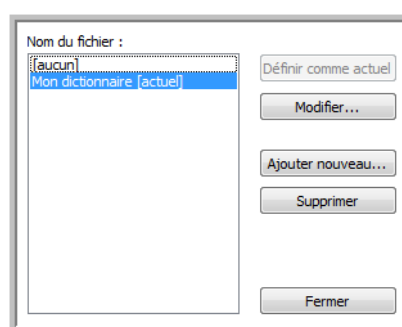 Nom du fichier :
[aucun]
Mon dictionnaire [actuel]
Définir comme actuel
Modifier...
Ajouter nouveau...
Supprimer
Fermer